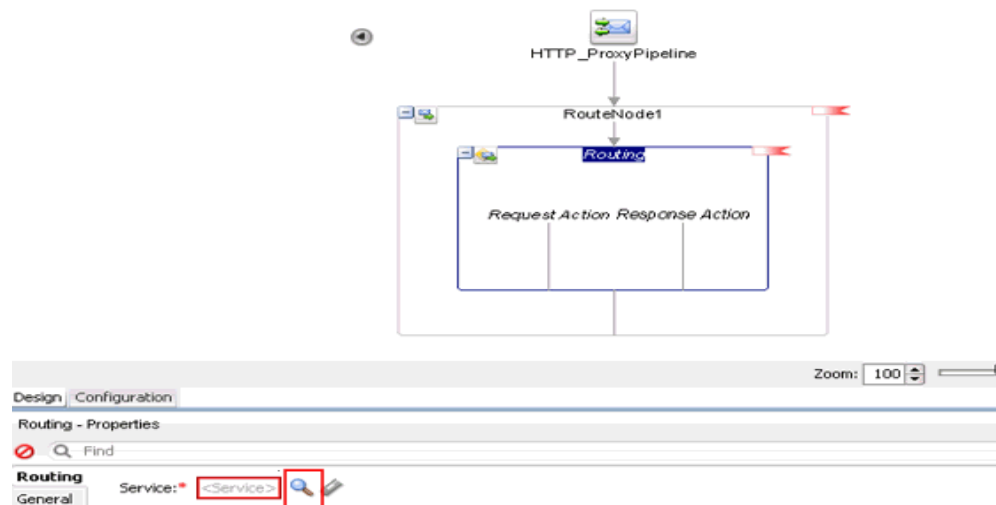 HTTP_ProxyPipeline
RouteNode1
Routing
Request Action Response Action
Zoom: 100
Design Configuration
Routing - Properties
Find
Routing
General
Service:* <Service>